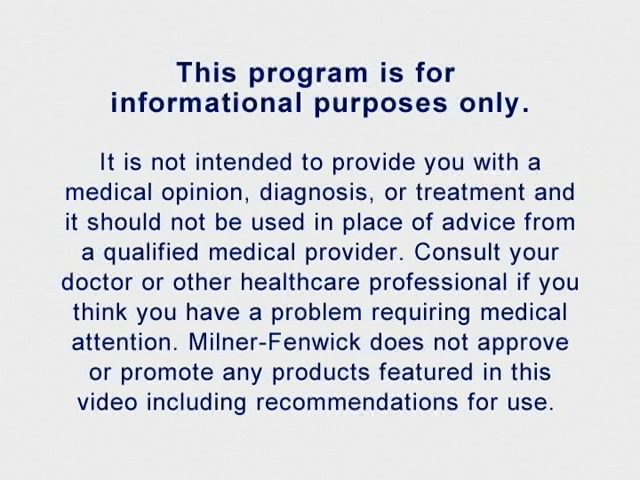 This program is for
informational purposes only.
It is not intended to provide you with a
medical opinion, diagnosis, or treatment and
it should not be used in place of advice from
a qualified medical provider. Consult your
doctor or other healthcare professional if you
think you have a problem requiring medical
attention. Milner-Fenwick does not approve
or promote any products featured in this
video including recommendations for use.